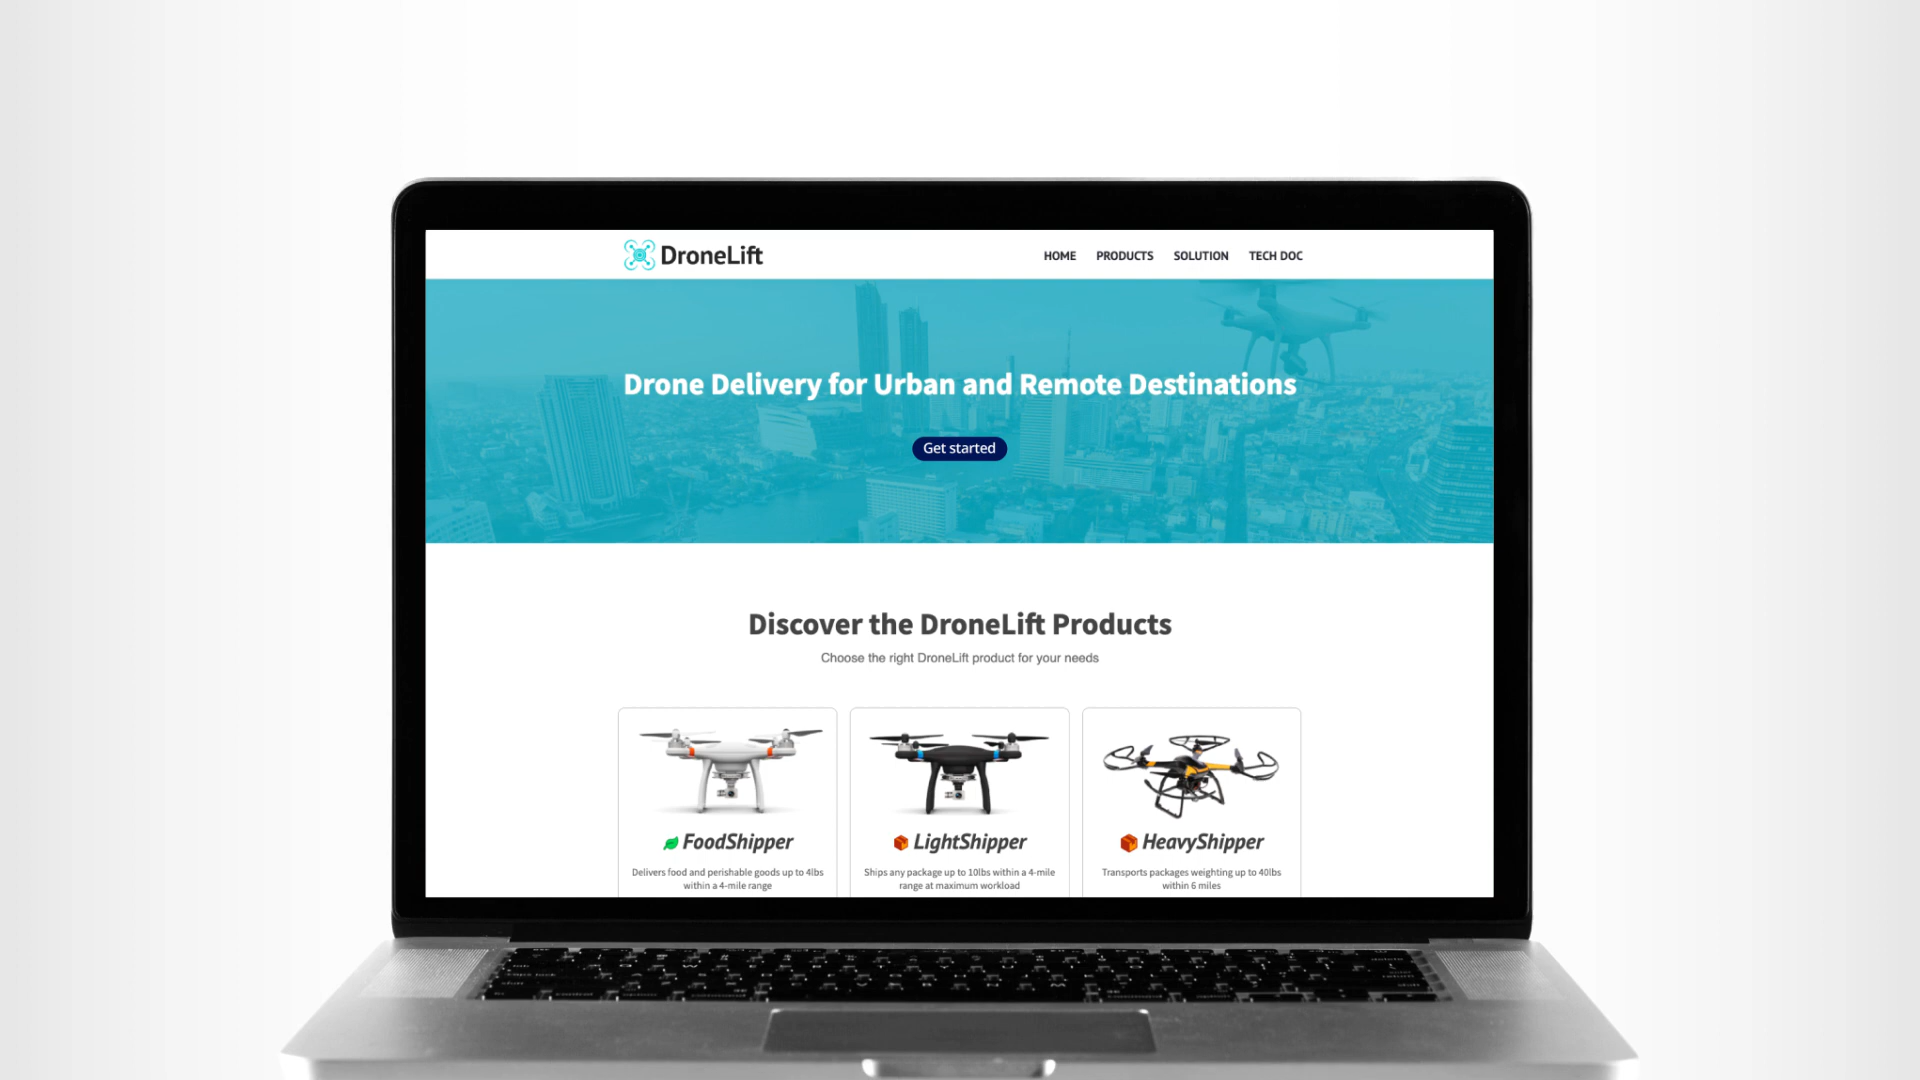 DroneLift
HOME PRODUCTS SOLUTION TECH DOC
Drone Delivery for Urban and Remote Destinations
Get started
Discover the DroneLift Products
Choose the right DroneLift product for your needs
FoodShipper
Delivers food and perishable goods up to 4lbs
within a 4-mile range
LightShipper
Ships any package up to 10lbs within a 4-mile
range at maximum workload
HeavyShipper
Transports packages weighting up to 40lbs
within 6 miles